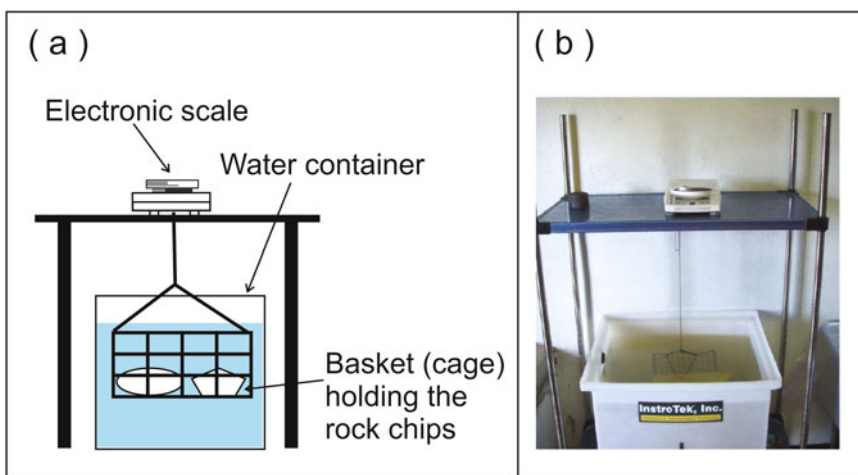 ( a )
Electronic scale
Water container
Basket (cage)
holding the
rock chips
( b )
InstroTek, Inc.